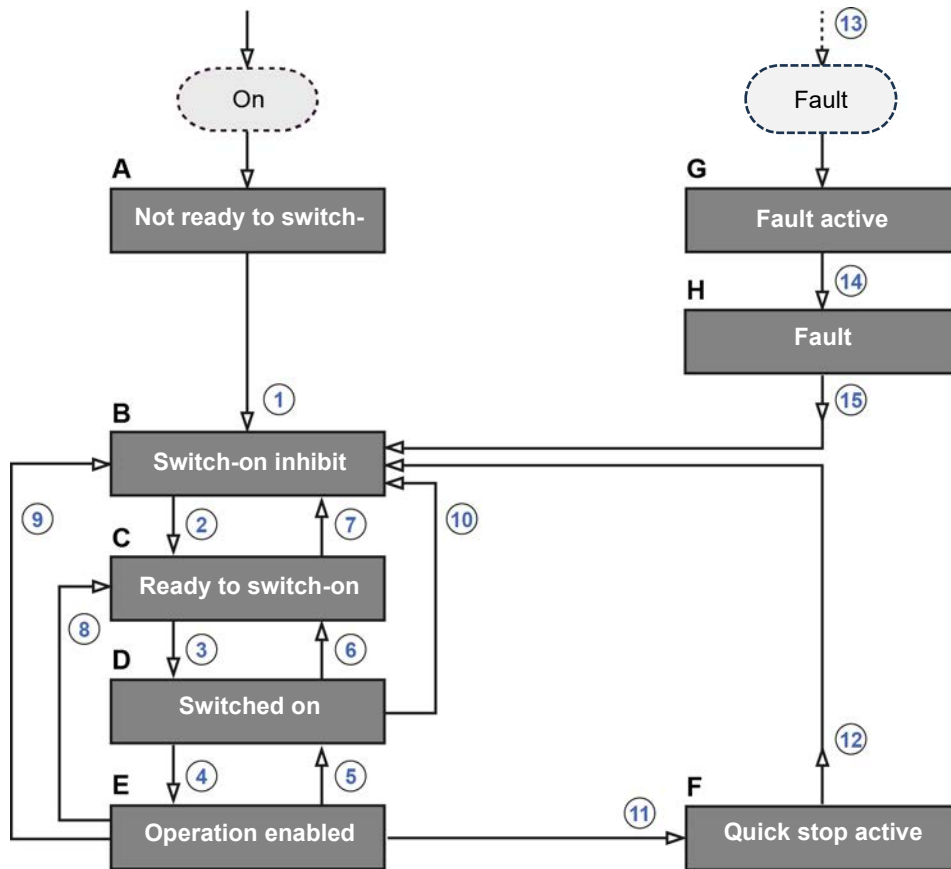 13
On
Fault
A
G
Not ready to switch-
Fault active
14
H
Fault
1
15
B
Switch-on inhibit
9
2
7
10
C
Ready to switch-on
8
3
6
D
Switched on
12
4
5
E
F
11
Operation enabled
Quick stop active